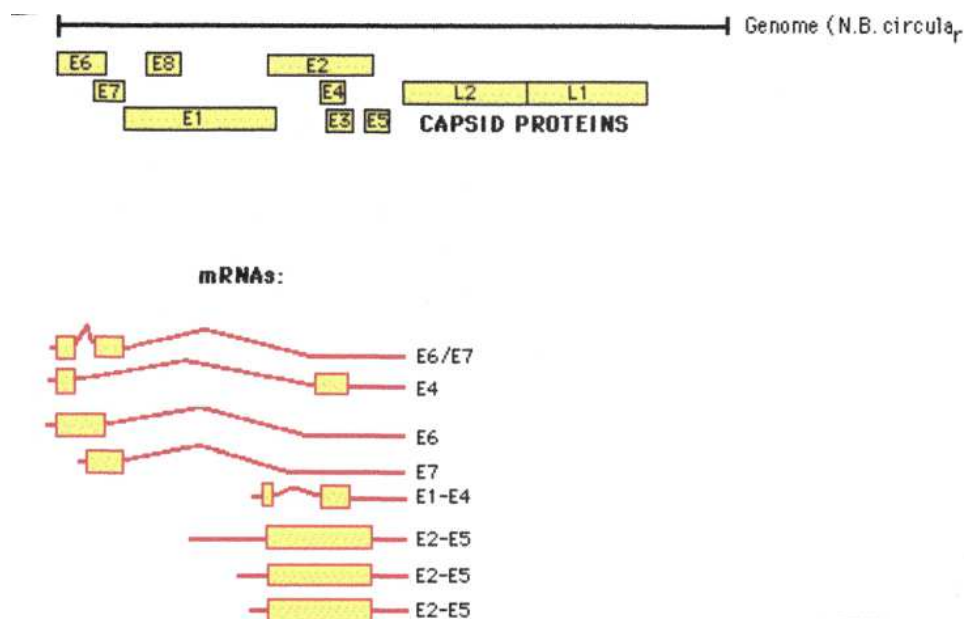 Genome (N.B. circular
E6 E8 E2
E7 E4 L2 L1
E1 E3 E5 CAPSID PROTEINS
mRNAs:
E6/E7
E4
E6
E7
E1-E4
E2-E5
E2-E5
E2-E5